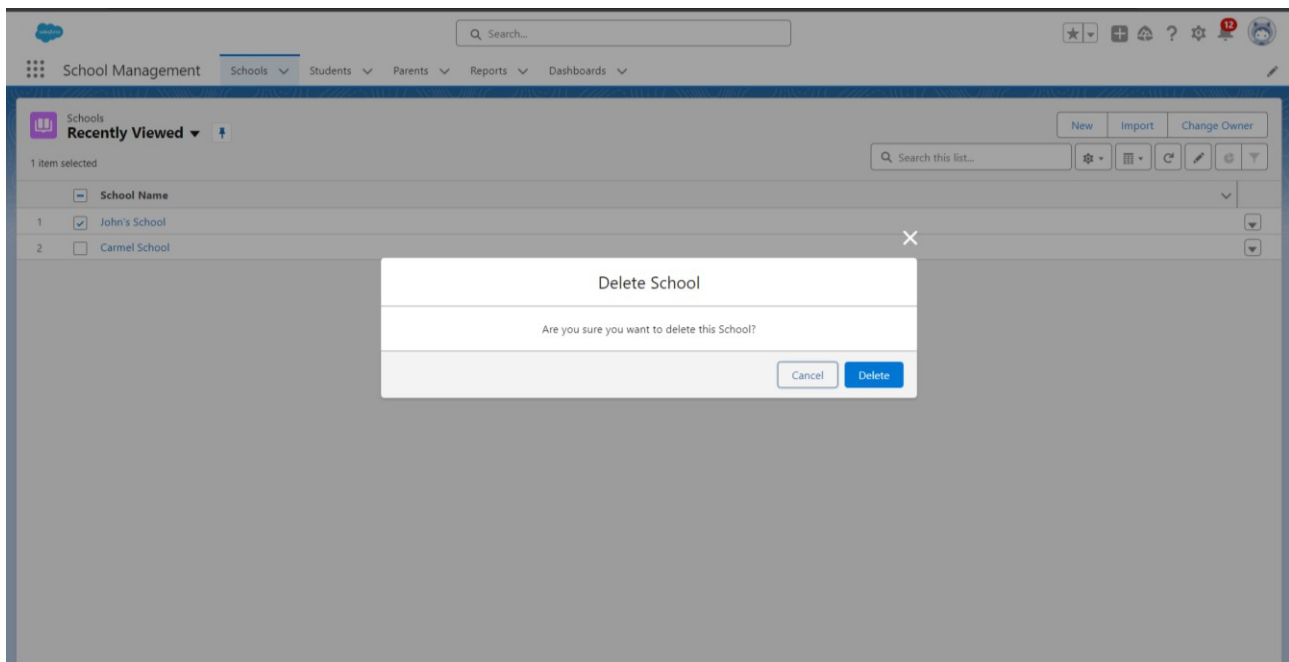 Search...
12
School Management Schools Students Parents Reports Dashboards
Schools
Recently Viewed
New Import Change Owner
1 item selected
Search this list...
School Name
1 John's School
2 Carmel School
Delete School
Are you sure you want to delete this School?
Cancel Delete